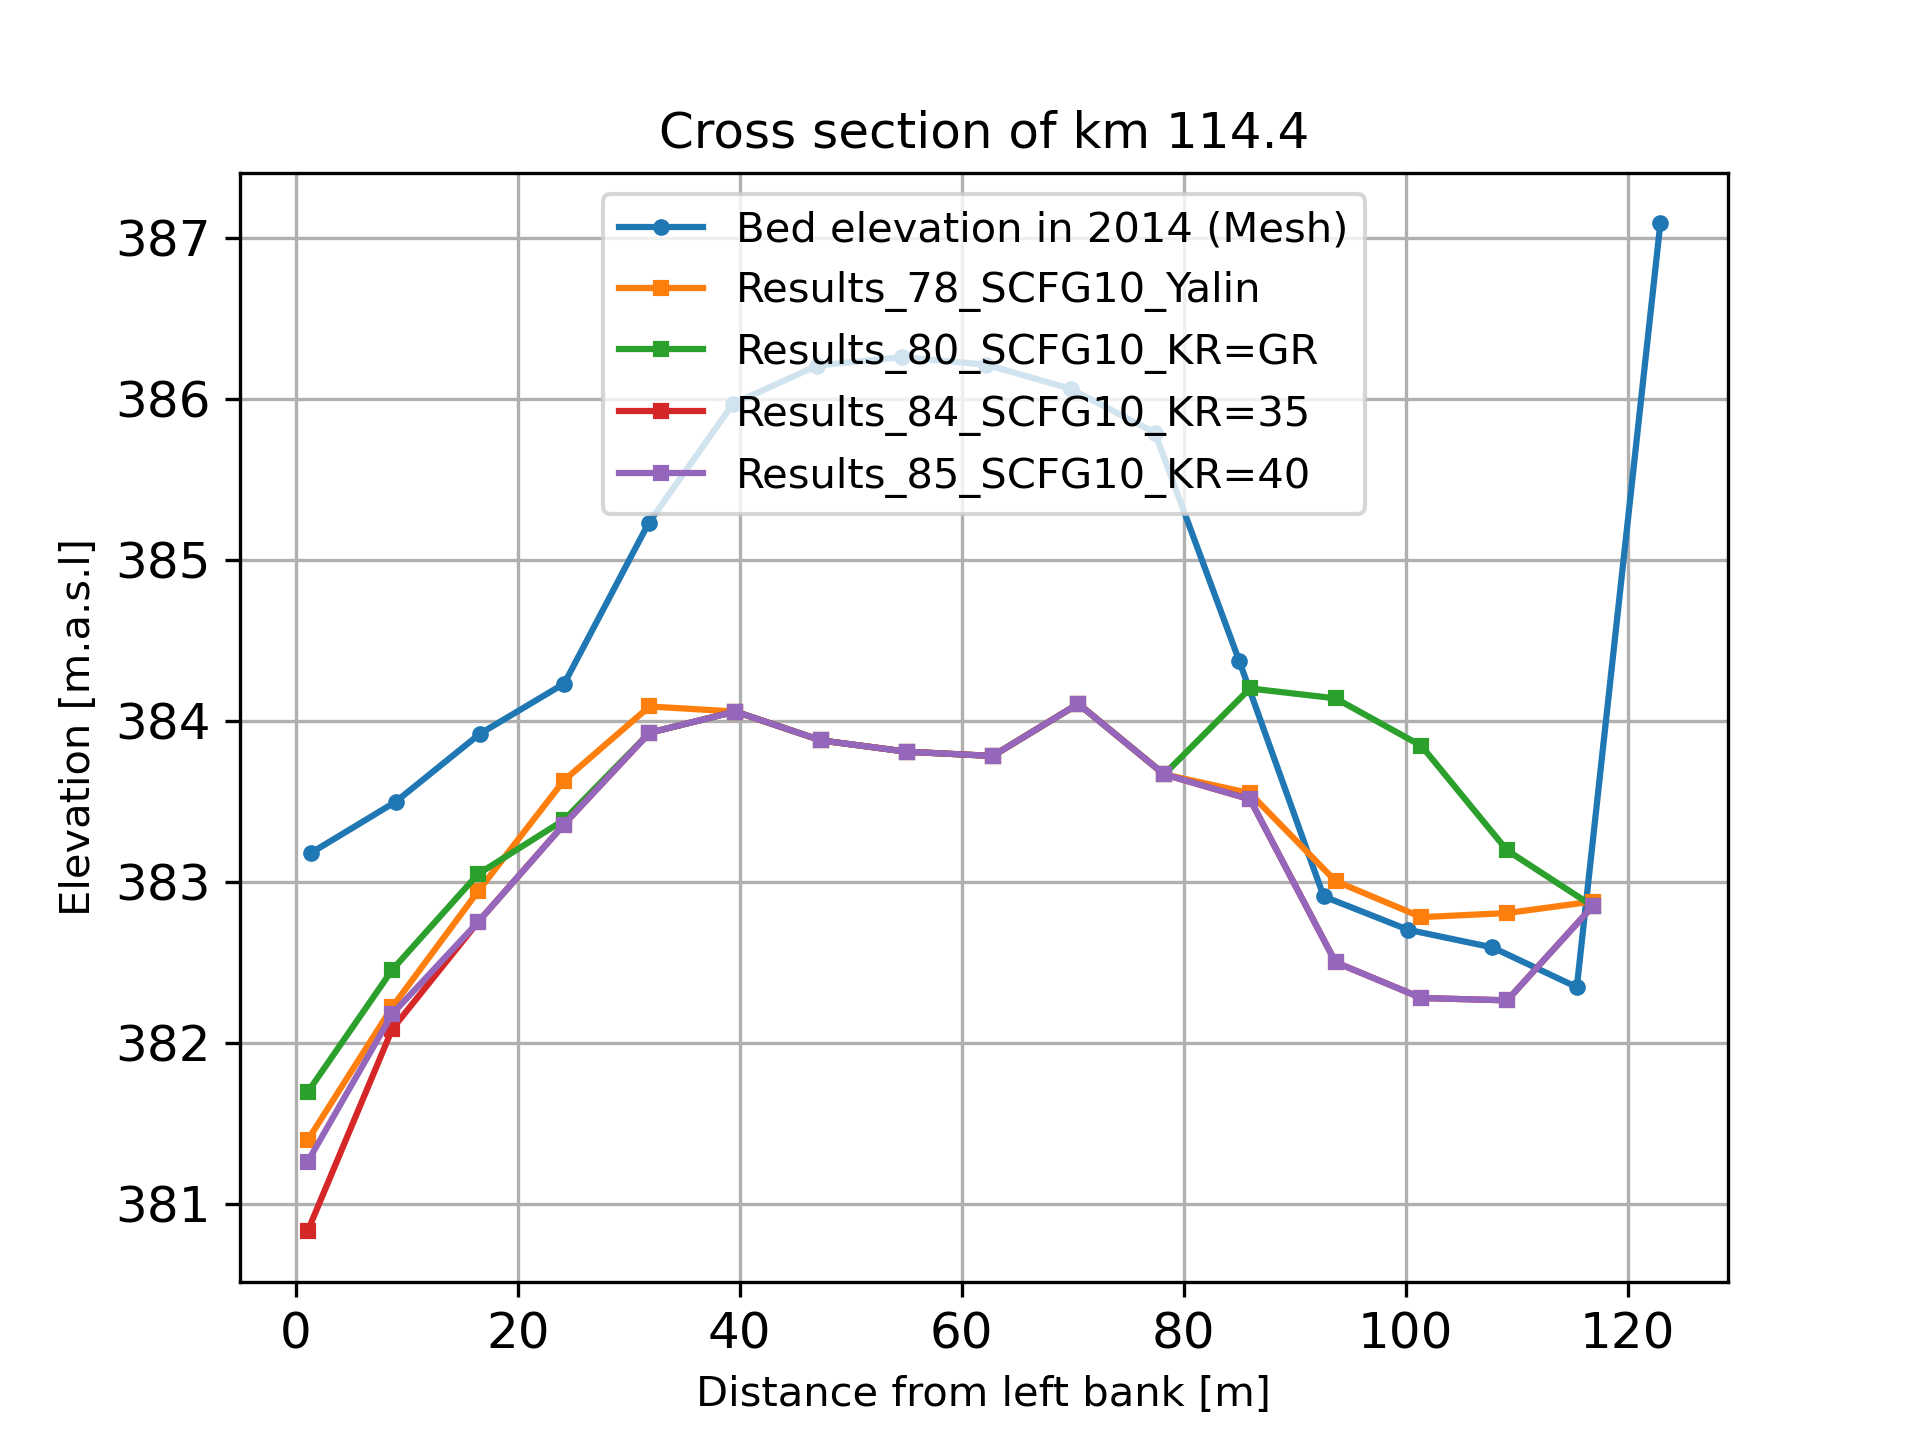 Cross section of km 114.4
Bed elevation in 2014 (Mesh)
Results_78_SCFG10_Yalin
Results_80_SCFG10_KR=GR
Results_84_SCFG10_KR=35
Results_85_SCFG10_KR=40
387
386
385
384
383
382
381
Elevation [m.a.s.l]
0 20 40 60 80 100 120
Distance from left bank [m]